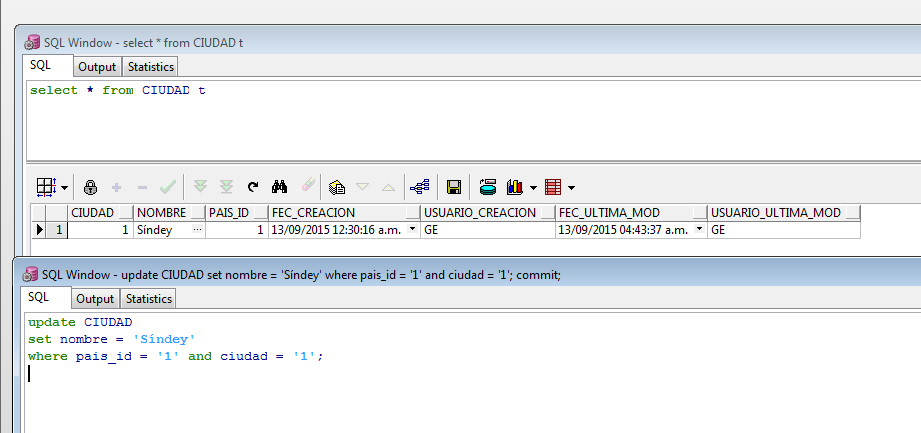 SQL Window - select * from CIUDAD t
SQL Output Statistics
select * from CIUDAD t
CIUDAD NOMBRE PAIS_ID FEC_CREACION USUARIO_CREACION FEC_ULTIMA_MOD USUARIO_ULTIMA_MOD
1 1 Síndey ... 1 13/09/2015 12:30:16 a.m. GE 13/09/2015 04:43:37 a.m. GE
SQL Window - update CIUDAD set nombre = 'Síndey' where pais_id = '1' and ciudad = '1'; commit;
SQL Output Statistics
update CIUDAD
set nombre = 'Síndey'
where pais_id = '1' and ciudad = '1';